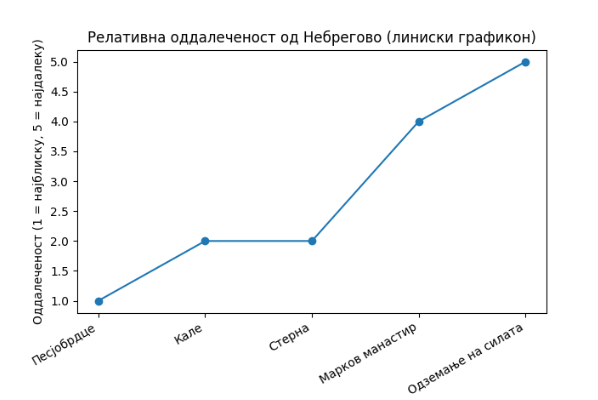 Релативна оддалеченост од Небрегово (линиски графикон)
Оддалеченост (1 = најблиску, 5 = најдалеку)
5.0
4.5
4.0
3.5
3.0
2.5
2.0
1.5
1.0
Песјобрдце
Кале
Стерна
Марков манастир
Одземање на силата